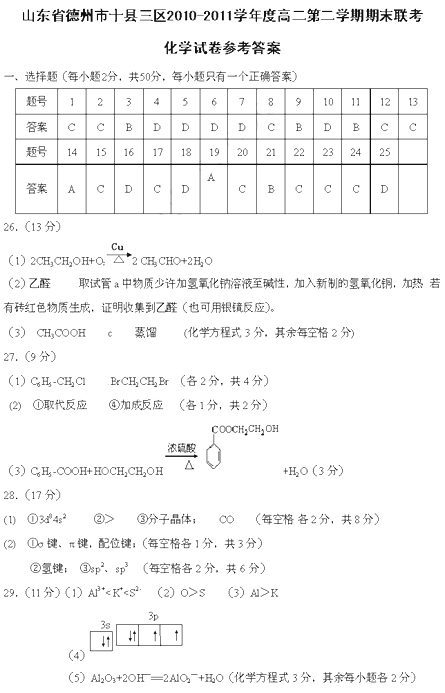 山东省德州市十县三区2010-2011学年度高二第二学期期末联考
化学试卷参考答案
一、选择题（每小题2分，共50分，每小题只有一个正确答案）
题号 1 2 3 4 5 6 7 8 9 10 11 12 13
答案 C C B D D D D C B D B C C
题号 14 15 16 17 18 19 20 21 22 23 24 25
答案 A C D C D A C B C C C D
26.（13分）
（1）2CH₃CH₂OH+O₂ Cu △ 2 CH₃CHO+2H₂O
（2）乙醛 取试管a中物质少许加氢氧化钠溶液至碱性，加入新制的氢氧化铜，加热 若
有砖红色物质生成，证明收集到乙醛（也可用银镜反应）。
（3） CH₃COOH c 蒸馏 (化学方程式3分，其余每空格2分)
27.（9分）
（1）C₆H₅-CH₂Cl BrCH₂CH₂Br （各2分，共4分）
(2) ①取代反应 ④加成反应 （各1分，共2分）
（3）C₆H₅-COOH+HOCH₂CH₂OH 浓硫酸 △ COOCH₂CH₂OH +H₂O（3分）
28.（17分）
(1) ①3d⁸4s² ②> ③分子晶体； CO （每空格 各2分，共8分）
(2) ①σ键、π键，配位键；（每空格各1分，共3分）
②氢键； ③sp²、sp³ （每空格各2分，共6分）
29.（11分）（1）Al³⁺<K⁺<S²⁻ （2）O>S （3）Al>K
3s 3p
（4） ↓↑ ↓↑ ↑ ↑
（5）Al₂O₃+2OH⁻==2AlO₂⁻+H₂O（化学方程式3分，其余每小题各2分）